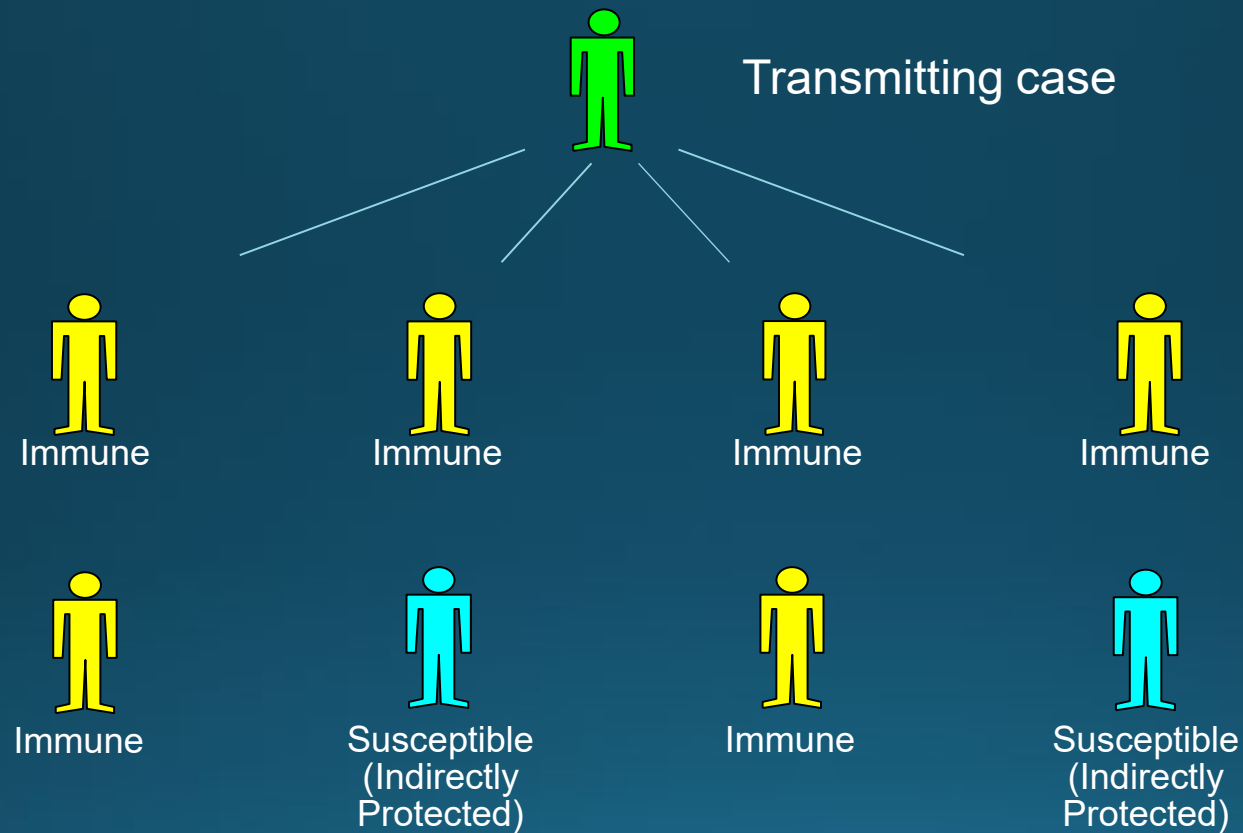 Transmitting case
Immune
Immune
Immune
Immune
Immune
Susceptible
(Indirectly
Protected)
Immune
Susceptible
(Indirectly
Protected)